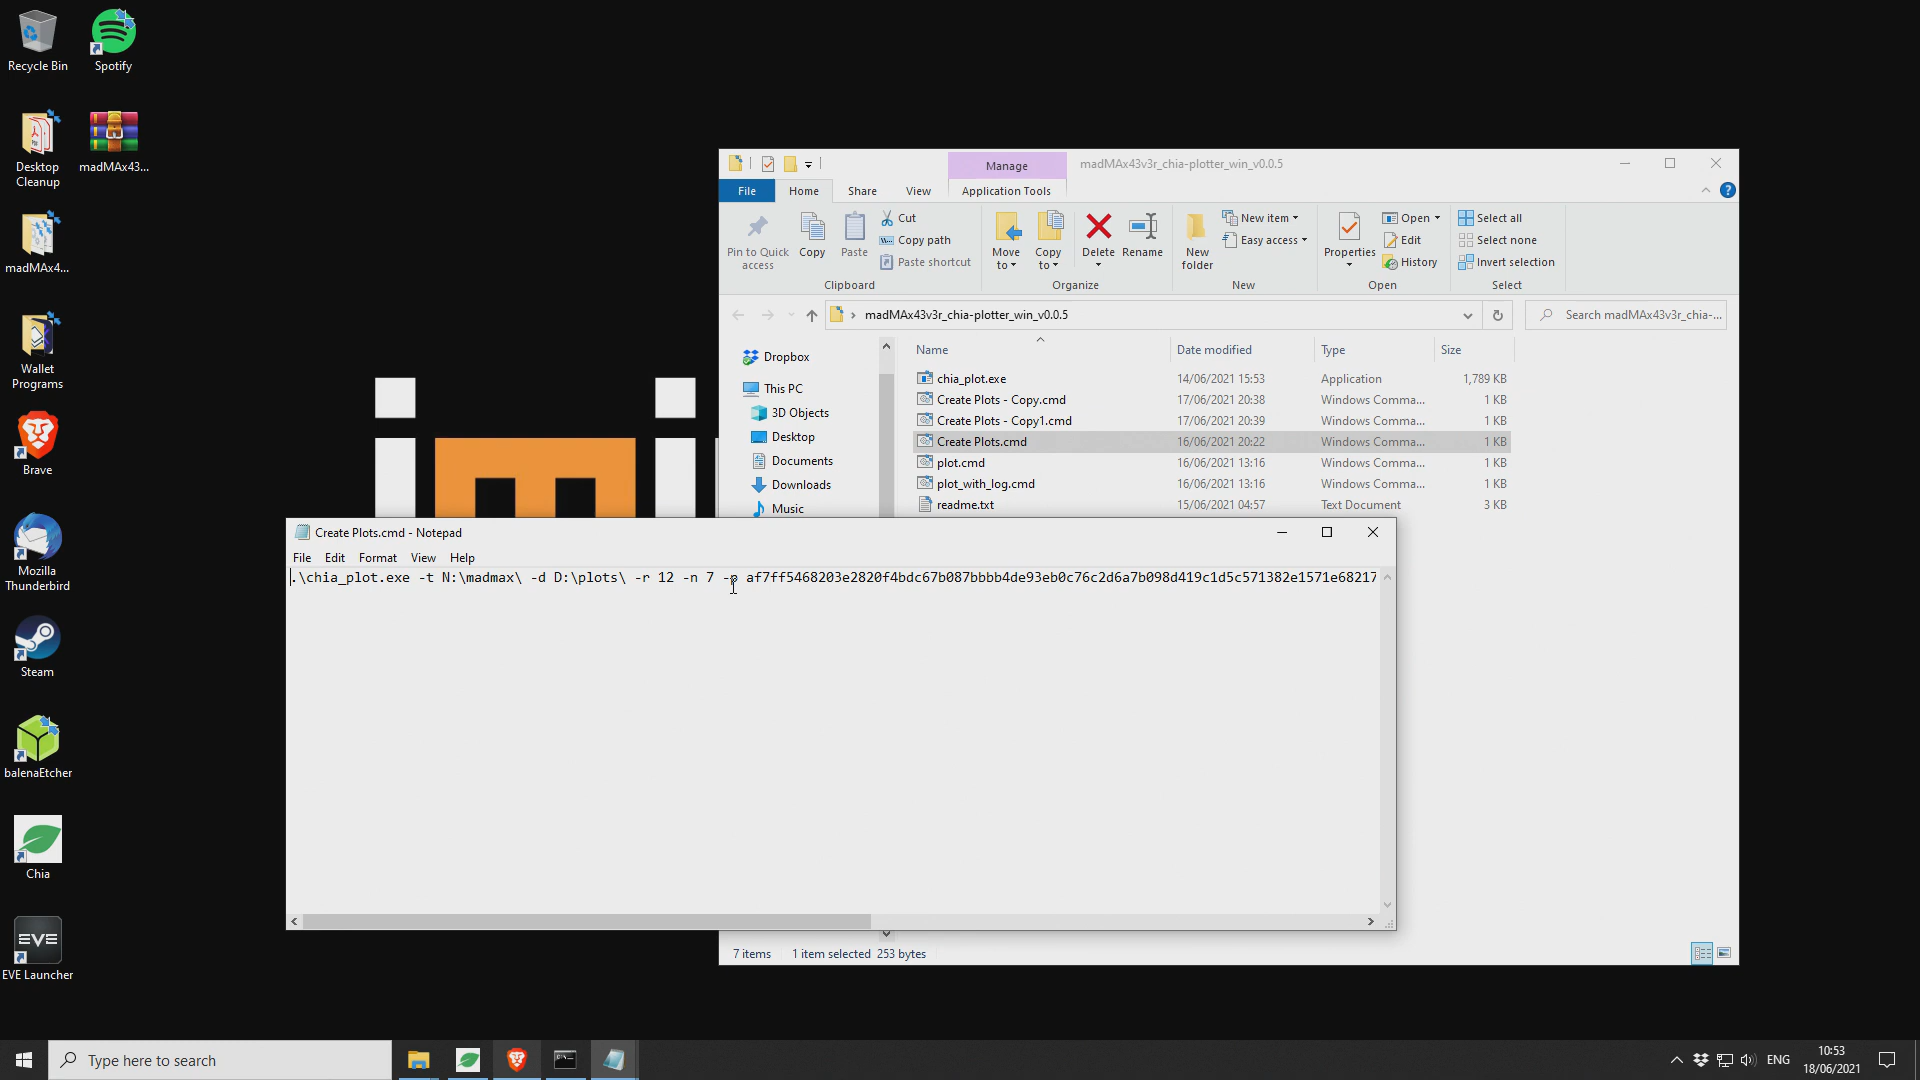 Recycle Bin
Spotify
Desktop Cleanup
madMAx43...
madMAx4...
Wallet Programs
Brave
Mozilla Thunderbird
Steam
balenaEtcher
Chia
EVE
EVE Launcher
Manage
madMAx43v3r_chia-plotter_win_v0.0.5
File Home Share View Application Tools
Pin to Quick access
Copy
Paste
Cut
Copy path
Paste shortcut
Clipboard
Move to
Copy to
Delete
Rename
Organize
New folder
New item
Easy access
New
Properties
Open
Edit
History
Open
Select all
Select none
Invert selection
Select
madMAx43v3r_chia-plotter_win_v0.0.5
Search madMAx43v3r_chia-...
Dropbox
This PC
3D Objects
Desktop
Documents
Downloads
Music
Name Date modified Type Size
chia_plot.exe 14/06/2021 15:53 Application 1,789 KB
Create Plots - Copy.cmd 17/06/2021 20:38 Windows Comma... 1 KB
Create Plots - Copy1.cmd 17/06/2021 20:39 Windows Comma... 1 KB
Create Plots.cmd 16/06/2021 20:22 Windows Comma... 1 KB
plot.cmd 16/06/2021 13:16 Windows Comma... 1 KB
plot_with_log.cmd 16/06/2021 13:16 Windows Comma... 1 KB
readme.txt 15/06/2021 04:57 Text Document 3 KB
Create Plots.cmd - Notepad
File Edit Format View Help
.\chia_plot.exe -t N:\madmax\ -d D:\plots\ -r 12 -n 7 -p af7ff5468203e2820f4bdc67b087bbbb4de93eb0c76c2d6a7b098d419c1d5c571382e1571e68217
7 items 1 item selected 253 bytes
Type here to search
ENG
10:53
18/06/2021